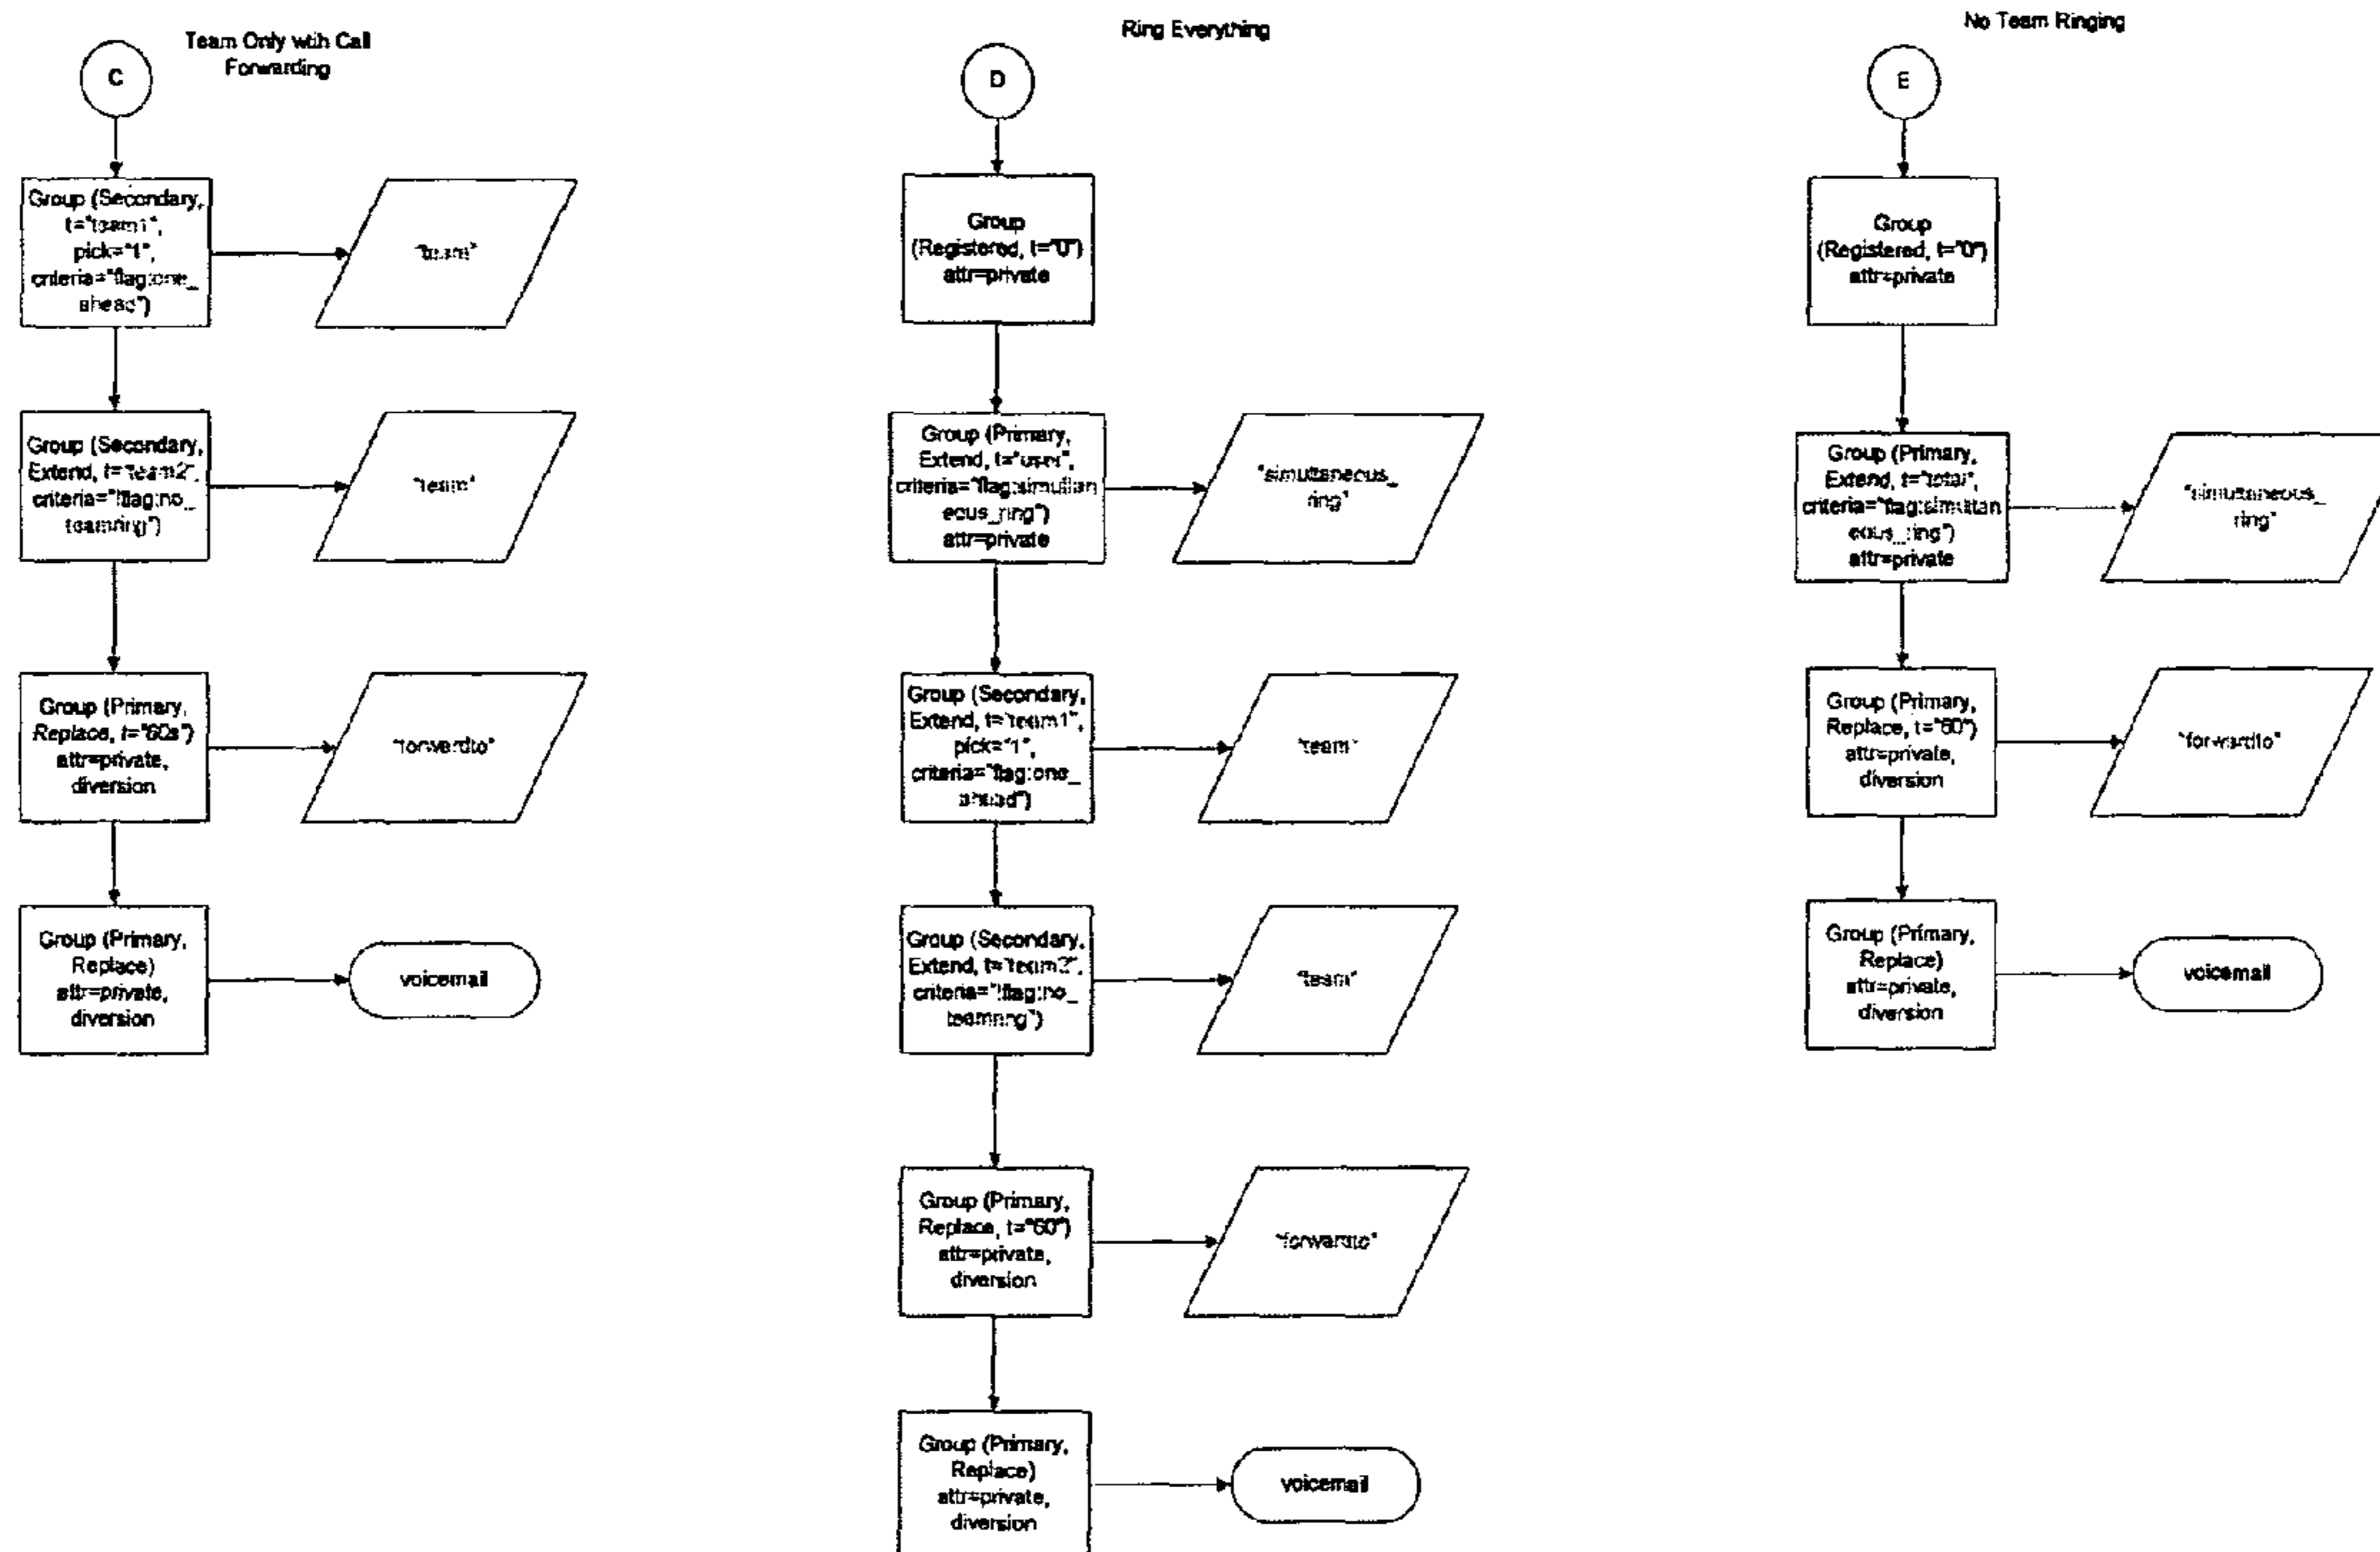 Team Only wtih Call
Forwarding
C
Group (Secondary,
t="team1",
pick="1",
criteria="flag:one_
ahead")
"team"
Group (Secondary,
Extend, t="team2",
criteria="!flag:no_
teamring")
"team"
Group (Primary,
Replace, t="60s")
attr=private,
diversion
"forwardto"
Group (Primary,
Replace)
attr=private,
diversion
voicemail
Ring Everything
D
Group
(Registered, t="0")
attr=private
Group (Primary,
Extend, t="user",
criteria="flag:simultan
eous_ring")
attr=private
"simultaneous_
ring"
Group (Secondary,
Extend, t="team1",
pick="1",
criteria="flag:one_
ahead")
"team"
Group (Secondary,
Extend, t="team2",
criteria="!flag:no_
teamring")
"team"
Group (Primary,
Replace, t="60")
attr=private,
diversion
"forwardto"
Group (Primary,
Replace)
attr=private,
diversion
voicemail
No Team Ringing
E
Group
(Registered, t="0")
attr=private
Group (Primary,
Extend, t="total",
criteria="flag:simultan
eous_ring")
attr=private
"simultaneous_
ring"
Group (Primary,
Replace, t="60")
attr=private,
diversion
"forwardto"
Group (Primary,
Replace)
attr=private,
diversion
voicemail